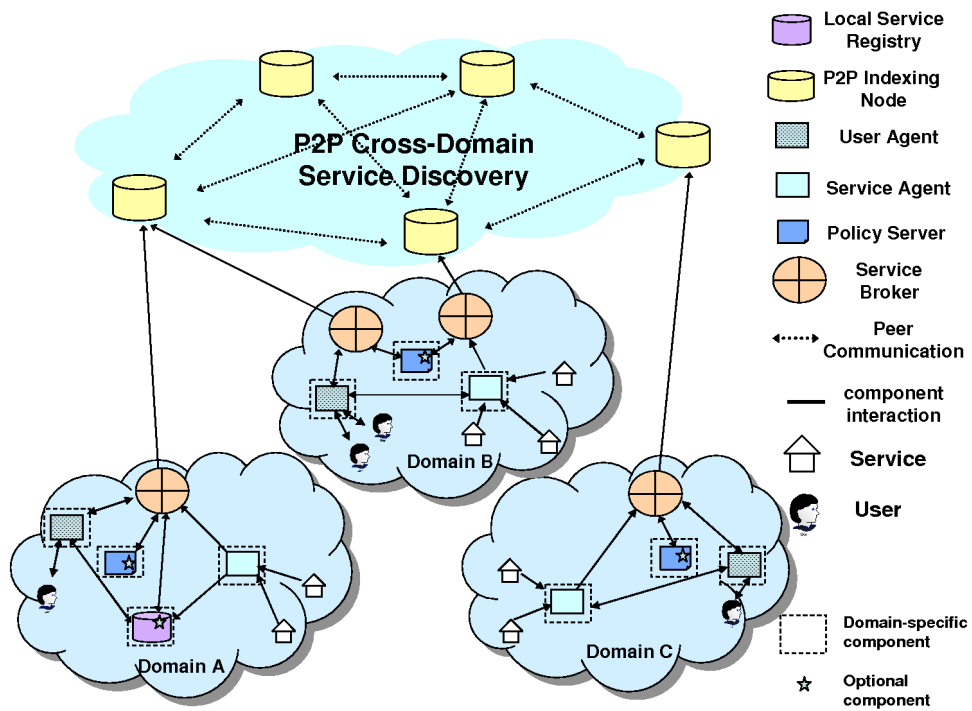 P2P Cross-Domain
Service Discovery
Domain B
Domain A
Domain C
Local Service
Registry
P2P Indexing
Node
User Agent
Service Agent
Policy Server
Service
Broker
Peer
Communication
component
interaction
Service
User
Domain-specific
component
Optional
component